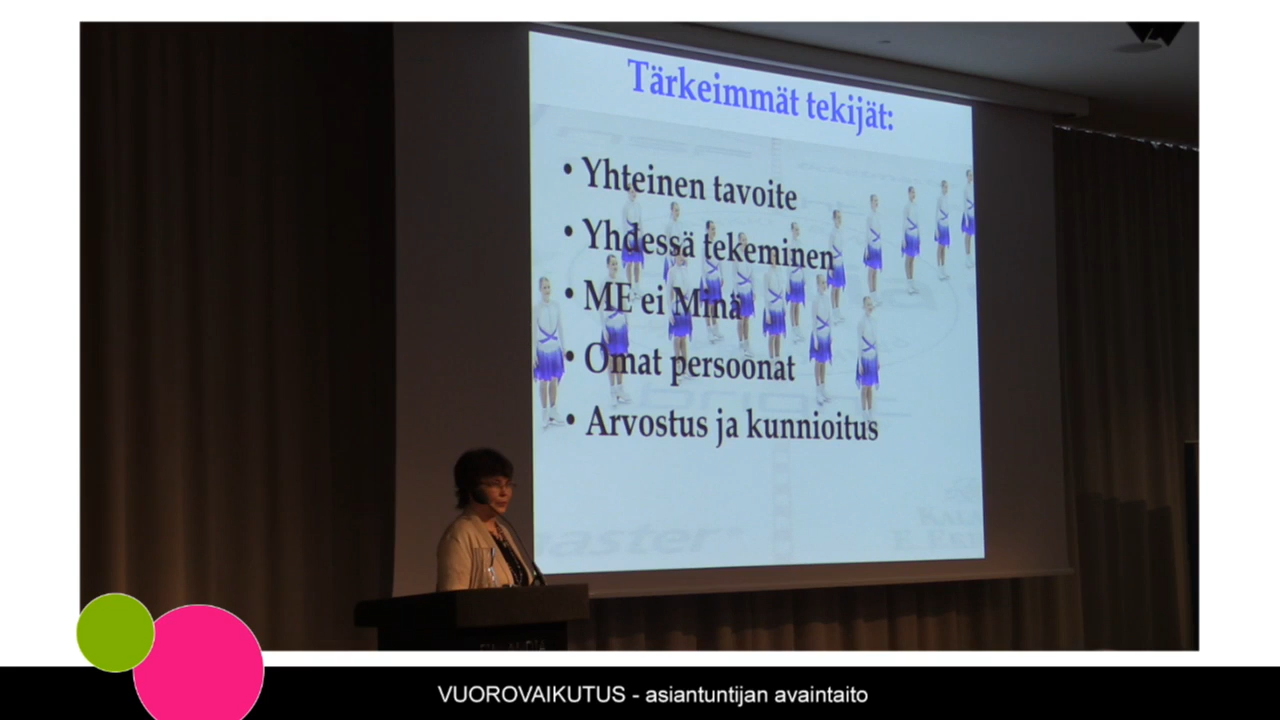 Tärkeimmät tekijät:
• Yhteinen tavoite
• Yhdessä tekeminen
• ME ei Minä
• Omat persoonat
• Arvostus ja kunnioitus
VUOROVAIKUTUS - asiantuntijan avaintaito